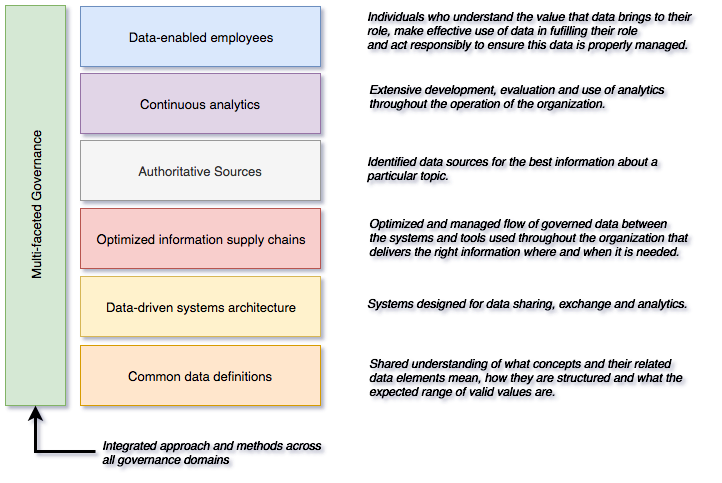 Multi-faceted Governance
Data-enabled employees
Individuals who understand the value that data brings to their
role, make effective use of data in fufilling their role
and act responsibly to ensure this data is properly managed.
Continuous analytics
Extensive development, evaluation and use of analytics
throughout the operation of the organization.
Authoritative Sources
Identified data sources for the best information about a
particular topic.
Optimized information supply chains
Optimized and managed flow of governed data between
the systems and tools used throughout the organization that
delivers the right information where and when it is needed.
Data-driven systems architecture
Systems designed for data sharing, exchange and analytics.
Common data definitions
Shared understanding of what concepts and their related
data elements mean, how they are structured and what the
expected range of valid values are.
Integrated approach and methods across
all governance domains